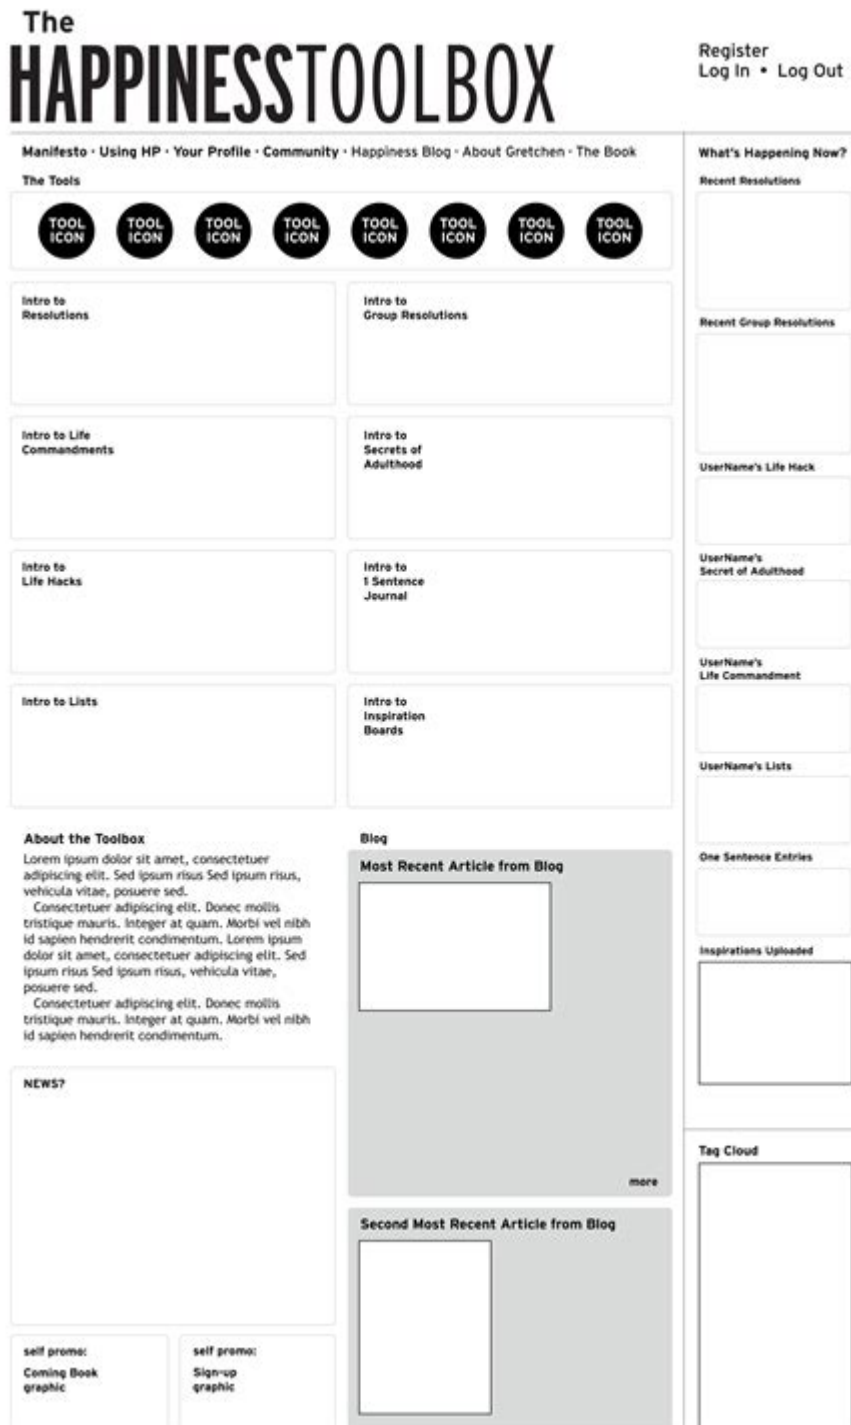 The
HAPPINESSTOOLBOX
Register
Log In • Log Out
Manifesto · Using HP · Your Profile · Community · Happiness Blog · About Gretchen · The Book
The Tools
TOOL ICON TOOL ICON TOOL ICON TOOL ICON TOOL ICON TOOL ICON TOOL ICON TOOL ICON
Intro to
Resolutions
Intro to
Group Resolutions
Intro to Life
Commandments
Intro to
Secrets of
Adulthood
Intro to
Life Hacks
Intro to
1 Sentence
Journal
Intro to Lists
Intro to
Inspiration
Boards
About the Toolbox
Lorem ipsum dolor sit amet, consectetuer
adipiscing elit. Sed ipsum risus Sed ipsum risus,
vehicula vitae, posuere sed.
Consectetuer adipiscing elit. Donec mollis
tristique mauris. Integer at quam. Morbi vel nibh
id sapien hendrerit condimentum. Lorem ipsum
dolor sit amet, consectetuer adipiscing elit. Sed
ipsum risus Sed ipsum risus, vehicula vitae,
posuere sed.
Consectetuer adipiscing elit. Donec mollis
tristique mauris. Integer at quam. Morbi vel nibh
id sapien hendrerit condimentum.
NEWS?
self promo:
Coming Book
graphic
self promo:
Sign-up
graphic
Blog
Most Recent Article from Blog
more
Second Most Recent Article from Blog
What's Happening Now?
Recent Resolutions
Recent Group Resolutions
UserName's Life Hack
UserName's
Secret of Adulthood
UserName's
Life Commandment
UserName's Lists
One Sentence Entries
Inspirations Uploaded
Tag Cloud